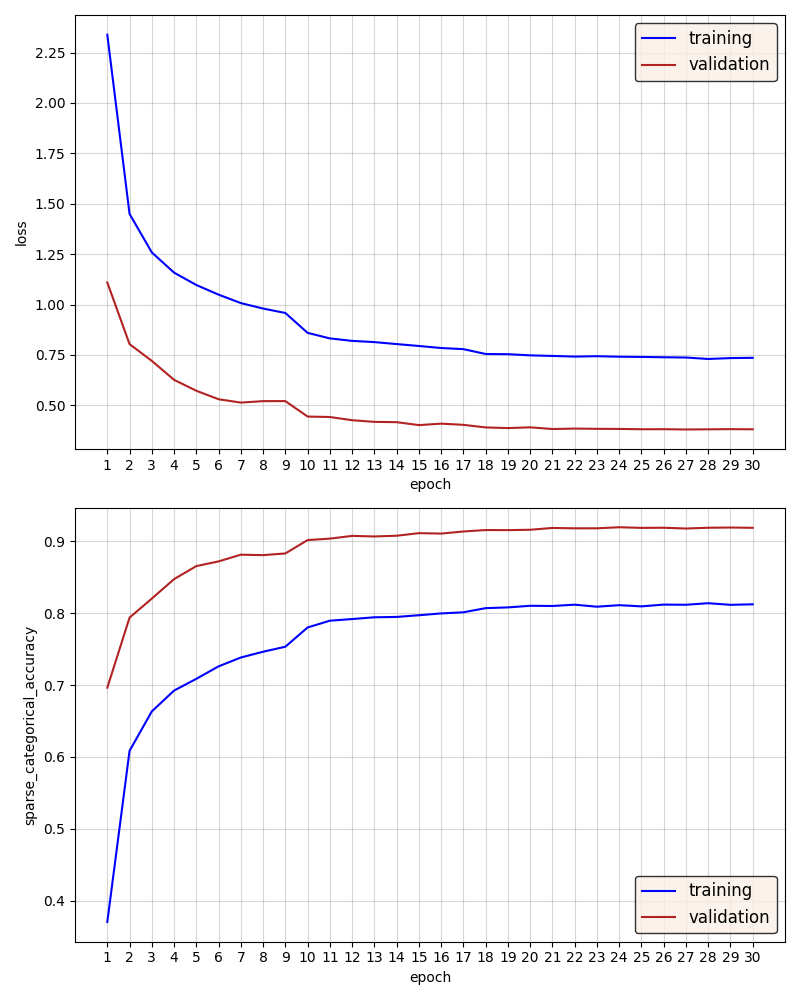 training
validation
2.25
2.00
1.75
1.50
1.25
1.00
0.75
0.50
loss
1 2 3 4 5 6 7 8 9 10 11 12 13 14 15 16 17 18 19 20 21 22 23 24 25 26 27 28 29 30
epoch
0.9
0.8
0.7
0.6
0.5
0.4
sparse_categorical_accuracy
training
validation
1 2 3 4 5 6 7 8 9 10 11 12 13 14 15 16 17 18 19 20 21 22 23 24 25 26 27 28 29 30
epoch